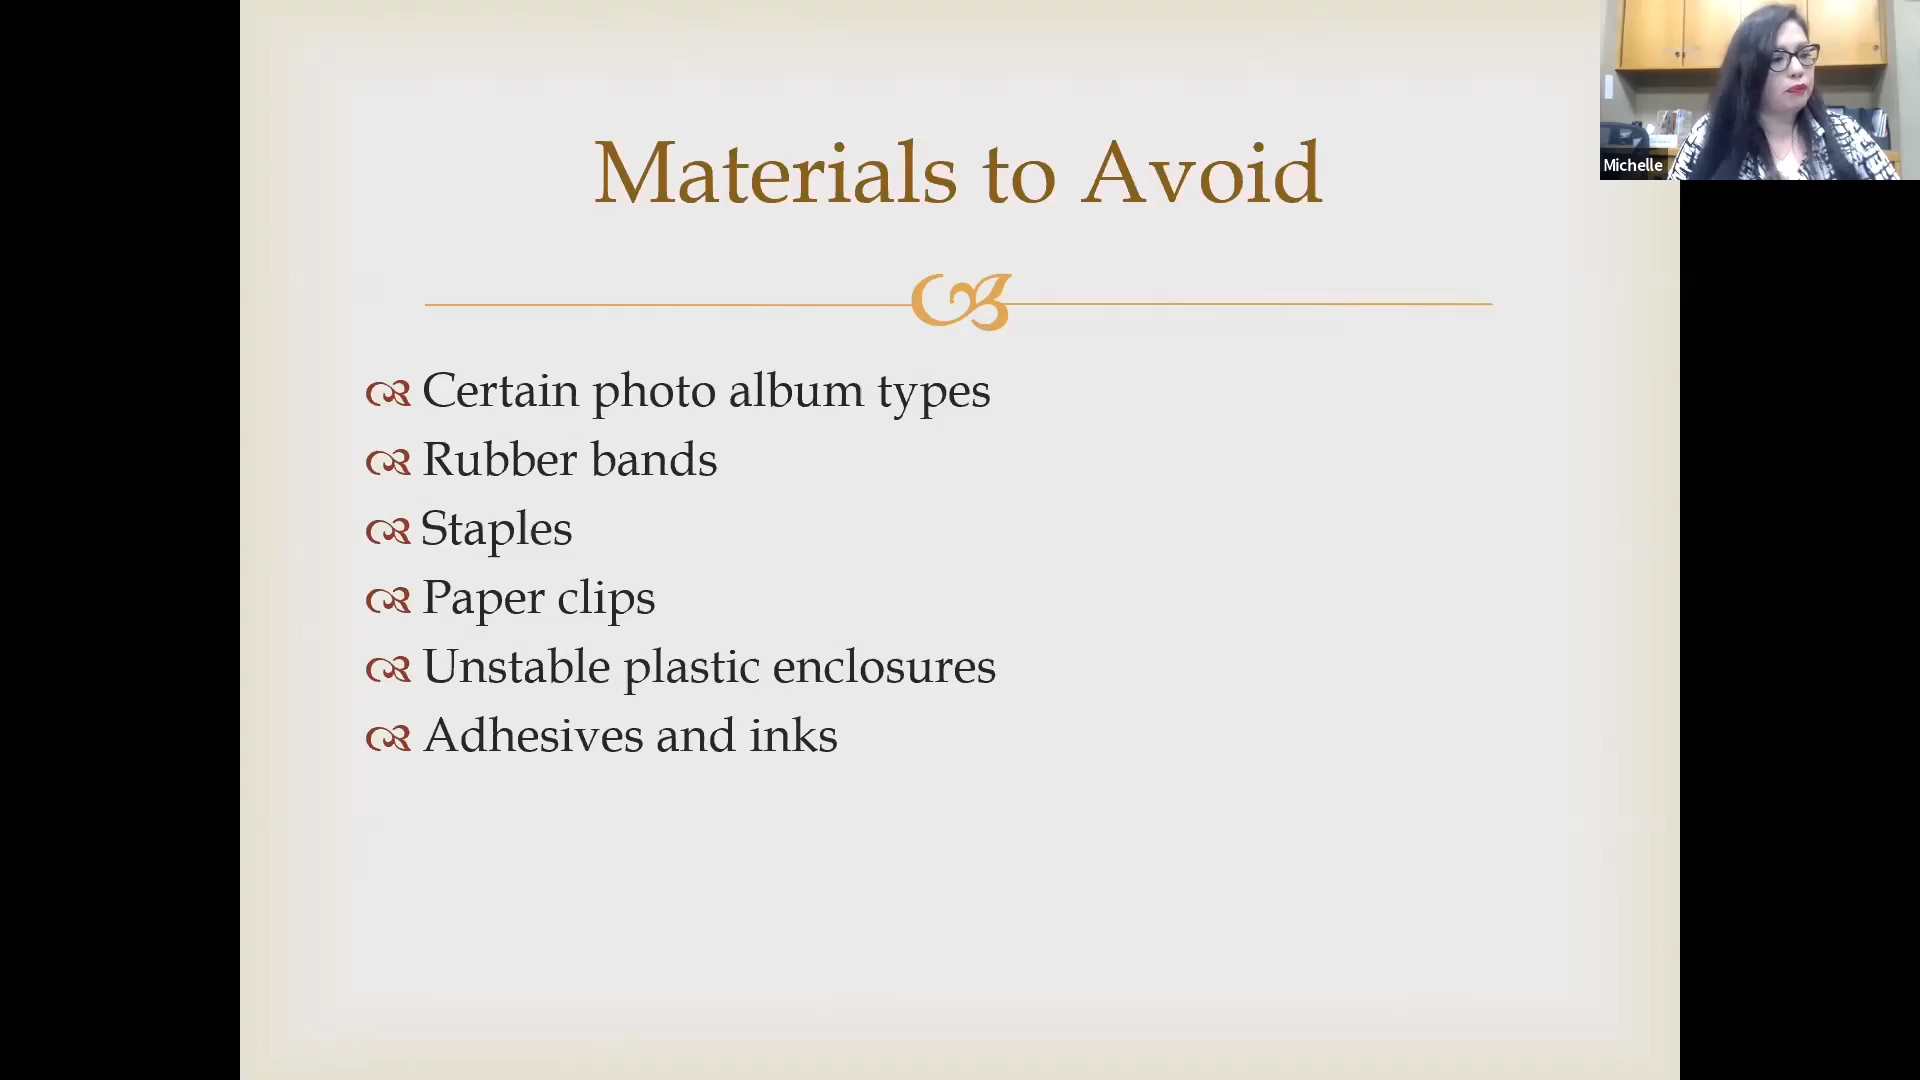 Materials to Avoid
Certain photo album types
Rubber bands
Staples
Paper clips
Unstable plastic enclosures
Adhesives and inks
Michelle